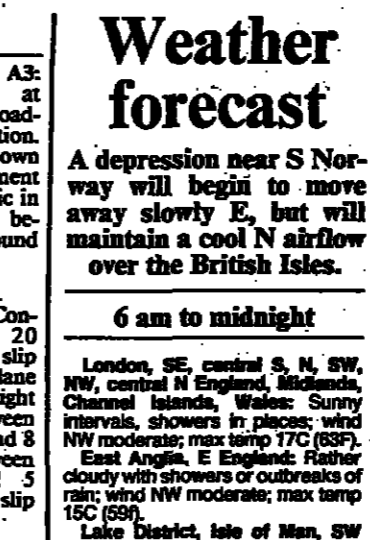 A3:
at
oad-
tion.
own
ment
ic in
be-
ound
Con-
20
slip
lane
ight
ween
nd 8
een
5
slip
Weather
forecast
A depression near S Nor-
way will begin to move
away slowly E, but will
maintain a cool N airflow
over the British Isles.
6 am to midnight
London, SE, central S, N, SW,
NW, central N England, Midlands,
Channel Islands, Wales: Sunny
intervals, showers in places; wind
NW moderate; max temp 17C (63F).
East Anglia, E England: Rather
cloudy with showers or outbreaks of
rain; wind NW moderate; max temp
15C (59f).
Lake District, Isle of Man, SW